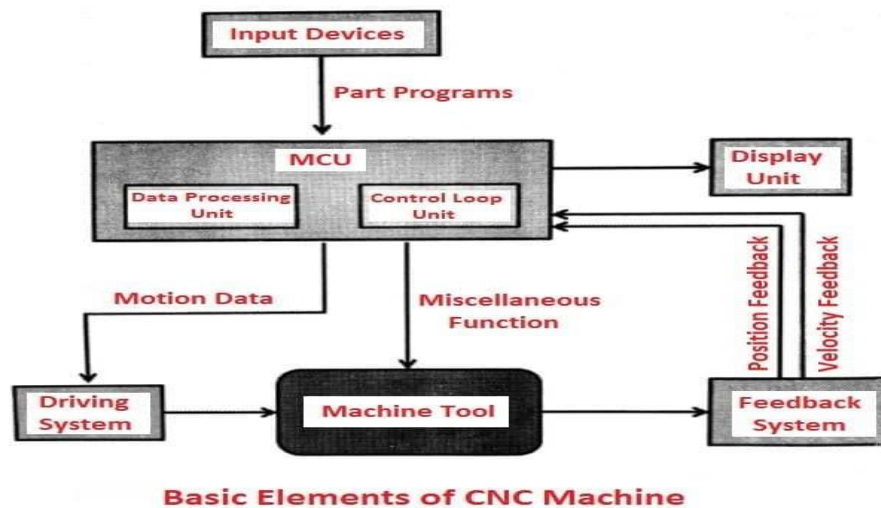 Input Devices
Part Programs
MCU
Data Processing
Unit
Control Loop
Unit
Display
Unit
Motion Data
Miscellaneous
Function
Position Feedback
Velocity Feedback
Driving
System
Machine Tool
Feedback
System
Basic Elements of CNC Machine